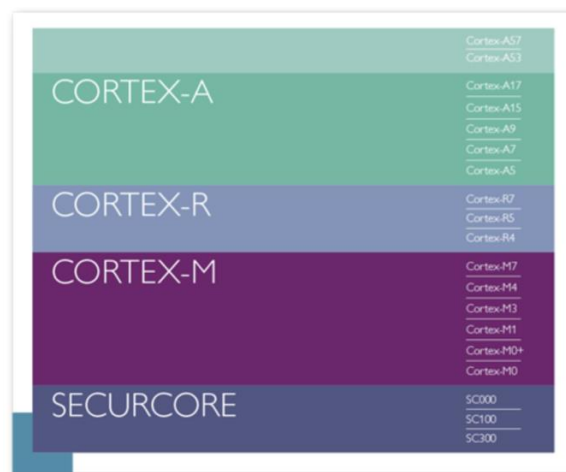 Cortex-A57
Cortex-A53
CORTEX-A
Cortex-A17
Cortex-A15
Cortex-A9
Cortex-A7
Cortex-A5
CORTEX-R
Cortex-R7
Cortex-R5
Cortex-R4
CORTEX-M
Cortex-M7
Cortex-M4
Cortex-M3
Cortex-M1
Cortex-M0+
Cortex-M0
SECURCORE
SC000
SC100
SC300